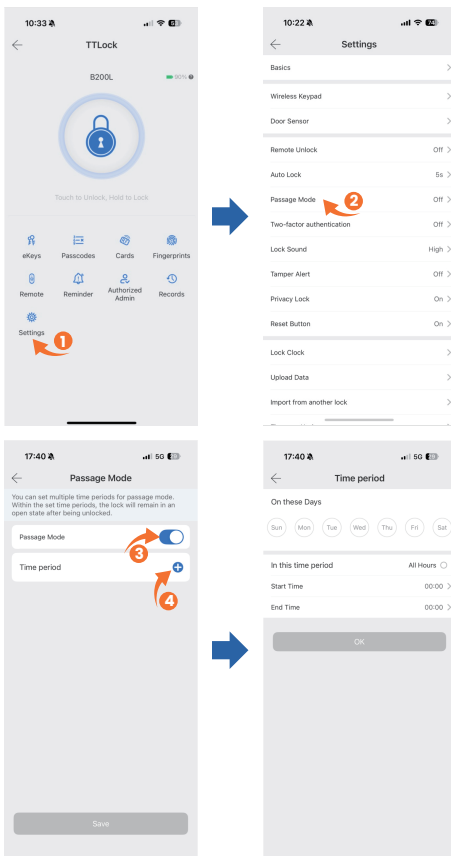 10:33
TTLock
B200L
90%
Touch to Unlock, Hold to Lock
eKeys
Passcodes
Cards
Fingerprints
Remote
Reminder
Authorized
Admin
Records
Settings
1
10:22
74
Settings
Basics
Wireless Keypad
Door Sensor
Remote Unlock Off
Auto Lock 5s
Passage Mode Off
2
Two-factor authentication Off
Lock Sound High
Tamper Alert Off
Privacy Lock On
Reset Button On
Lock Clock
Upload Data
Import from another lock
17:40
5G
Passage Mode
You can set multiple time periods for passage mode.
Within the set time periods, the lock will remain in an
open state after being unlocked.
Passage Mode
3
Time period
4
Save
17:40
5G
Time period
On these Days
Sun Mon Tue Wed Thu Fri Sat
In this time period All Hours
Start Time 00:00
End Time 00:00
OK